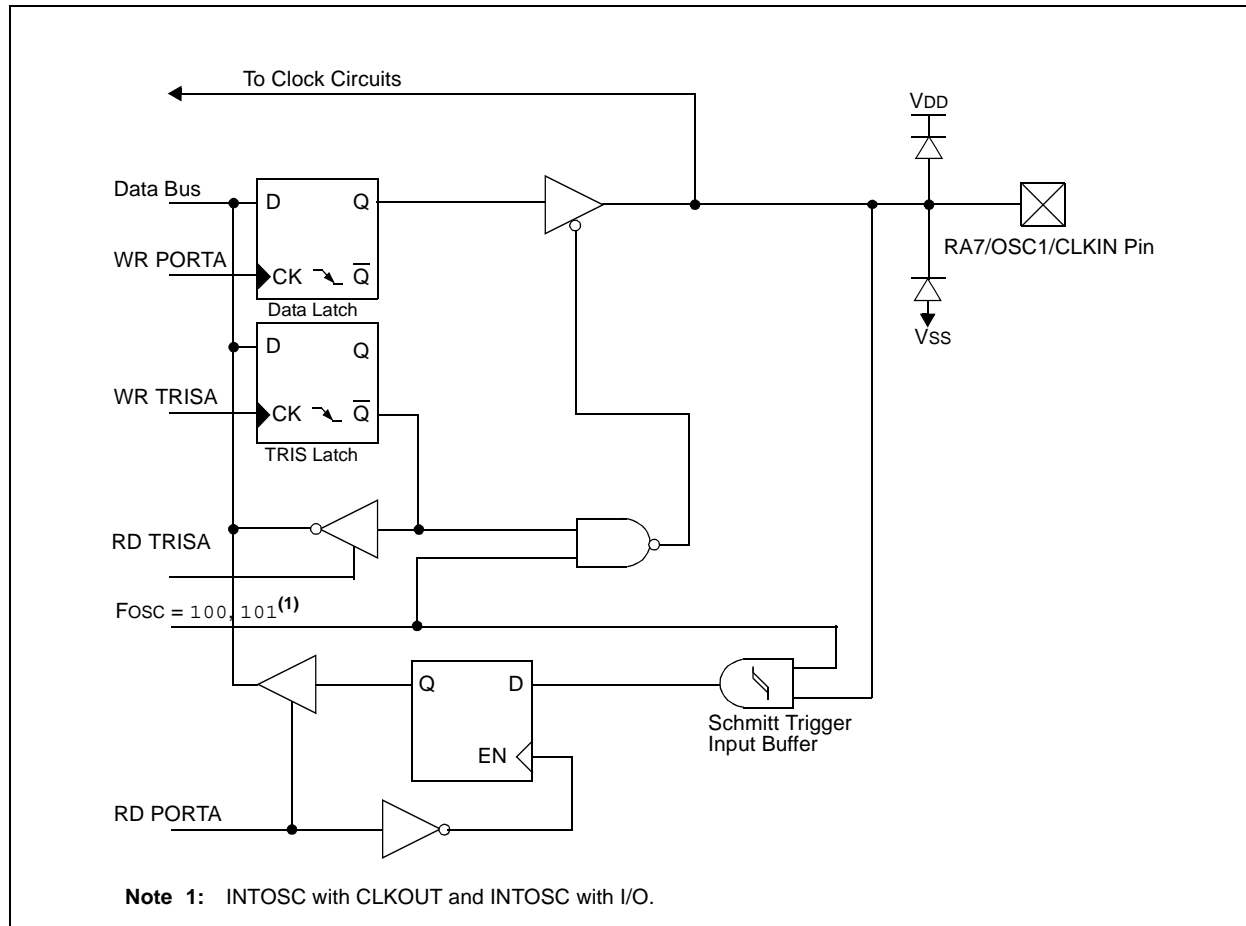 To Clock Circuits
VDD
Data Bus
D Q
RA7/OSC1/CLKIN Pin
WR PORTA
CK Q̅
Data Latch
VSS
D Q
WR TRISA
CK Q̅
TRIS Latch
RD TRISA
FOSC = 100, 101(1)
Q D
Schmitt Trigger
Input Buffer
EN
RD PORTA
Note 1: INTOSC with CLKOUT and INTOSC with I/O.